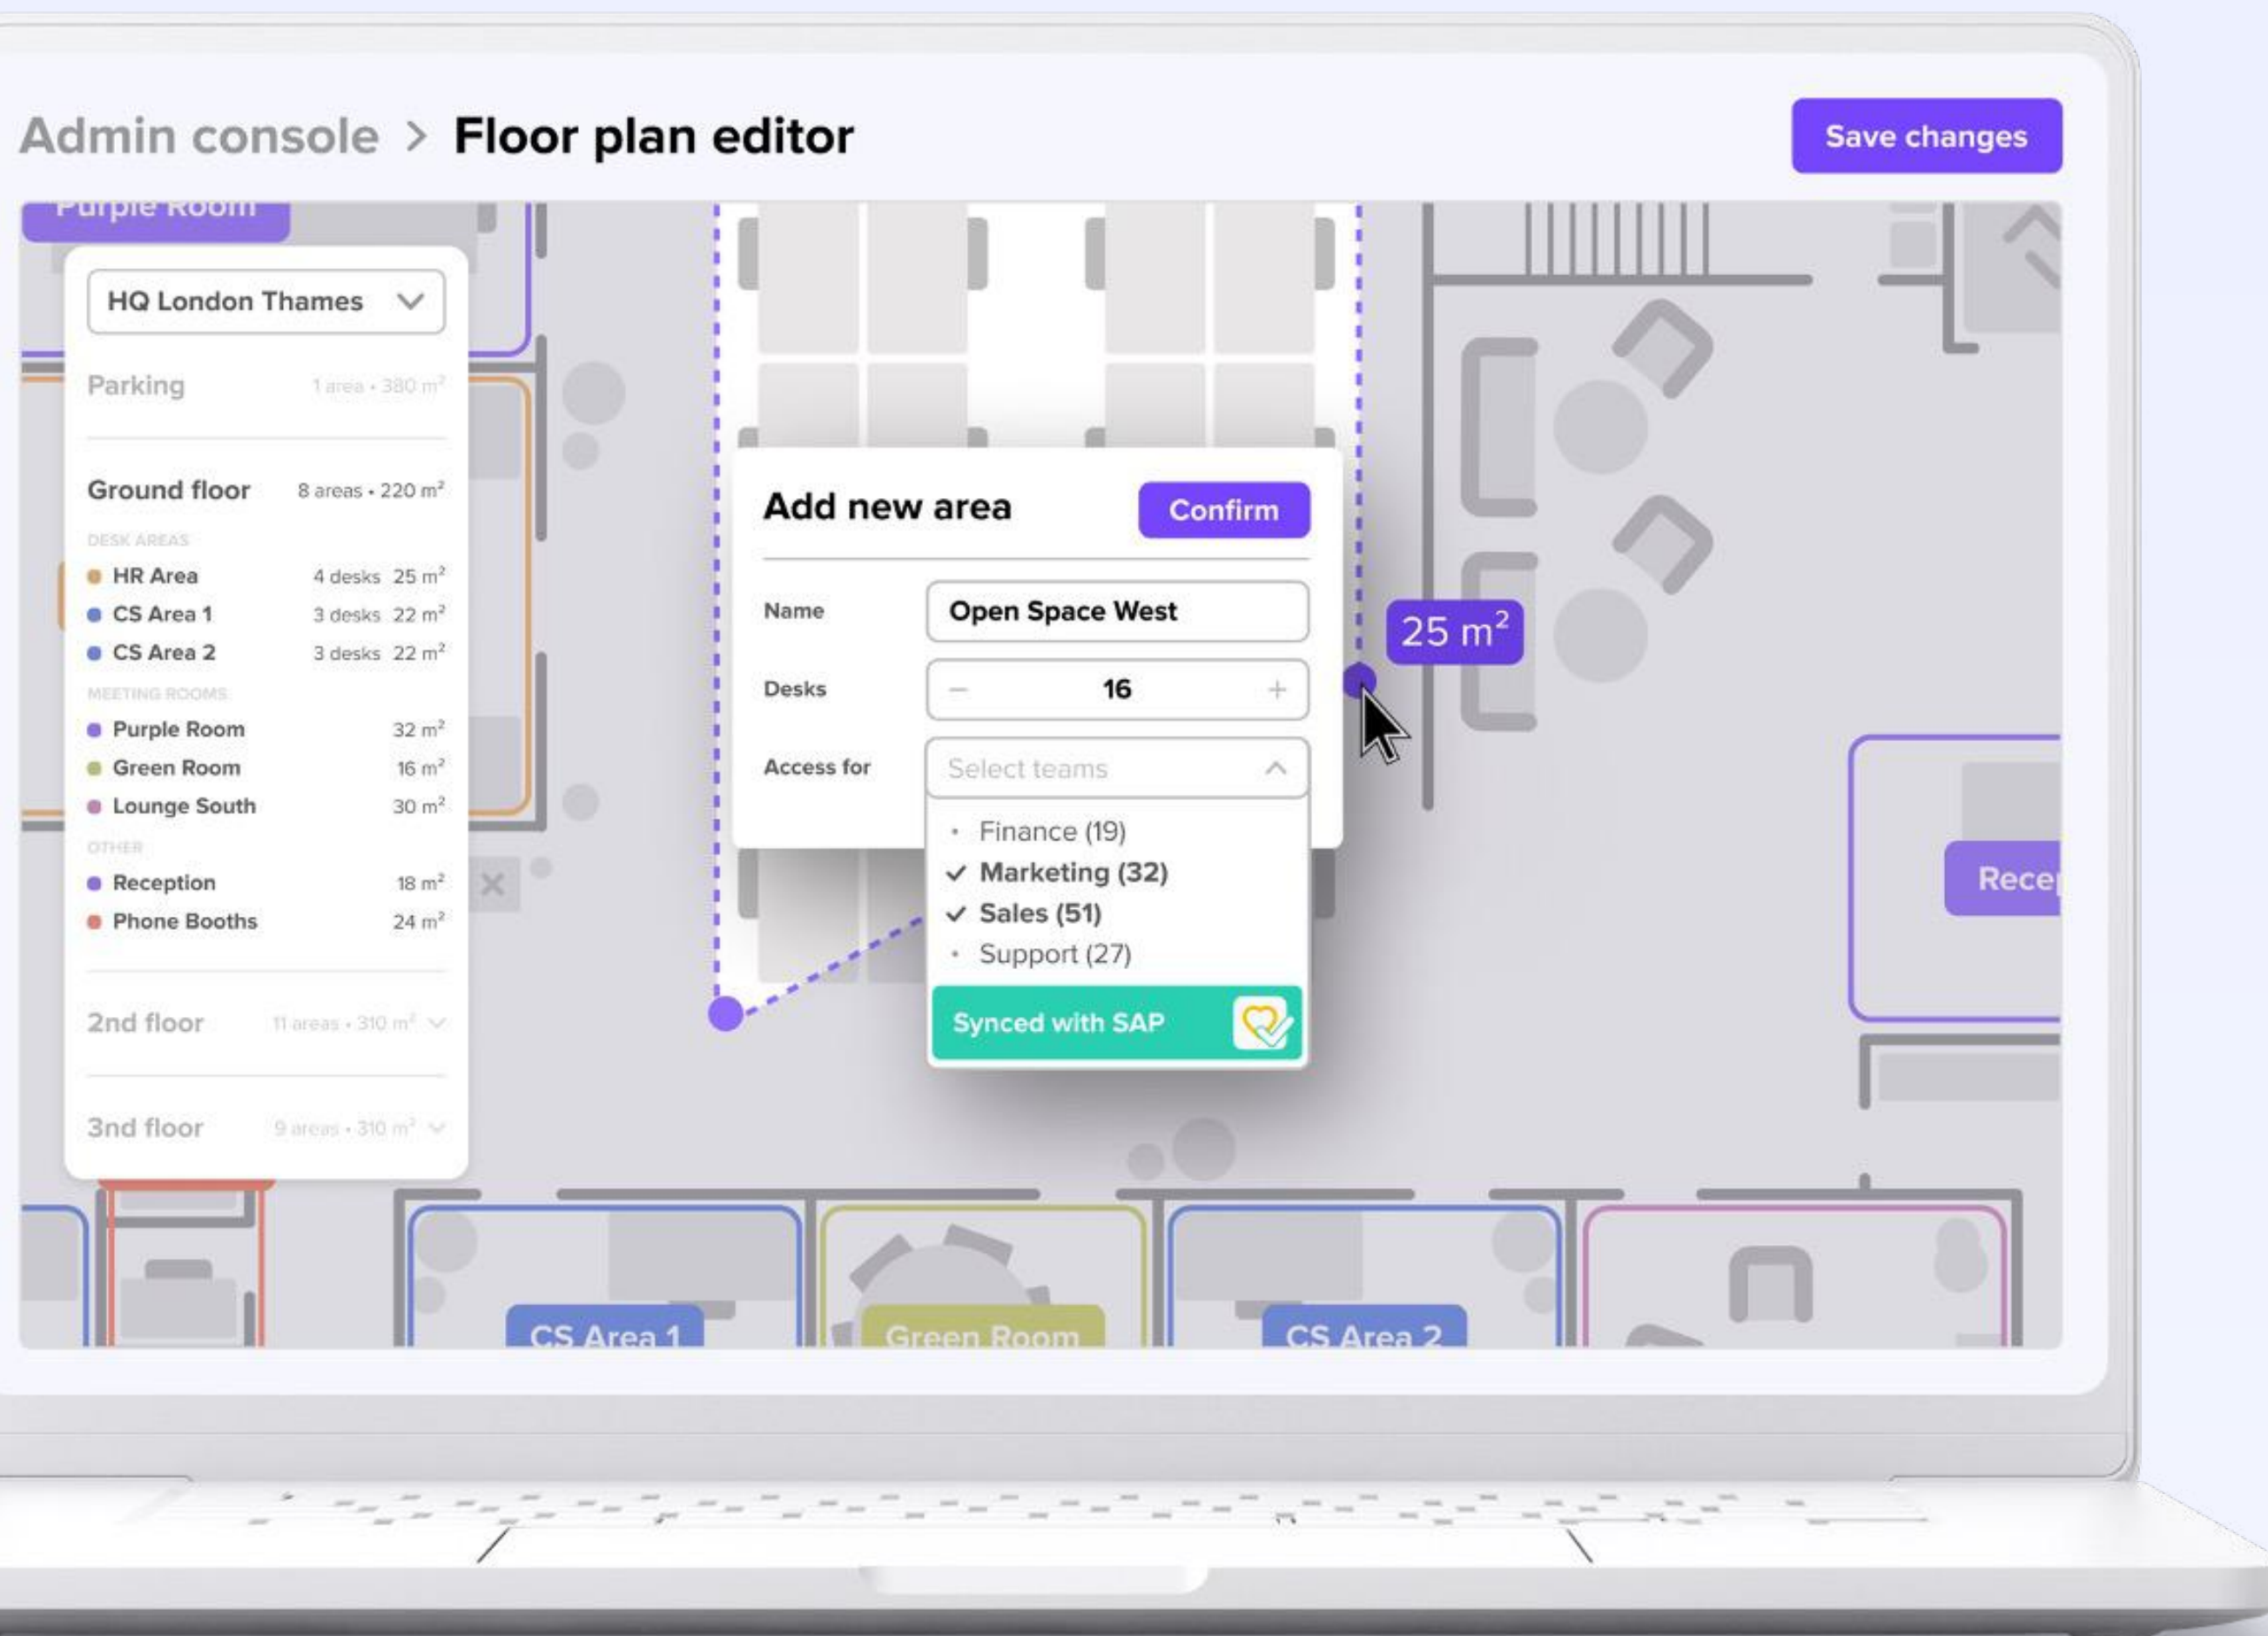 Admin console > Floor plan editor
Save changes
Purple Room
HQ London Thames
Parking 1 area • 380 m²
Ground floor 8 areas • 220 m²
DESK AREAS
HR Area 4 desks 25 m²
CS Area 1 3 desks 22 m²
CS Area 2 3 desks 22 m²
MEETING ROOMS
Purple Room 32 m²
Green Room 16 m²
Lounge South 30 m²
OTHER
Reception 18 m²
Phone Booths 24 m²
2nd floor 11 areas • 310 m²
3nd floor 9 areas • 310 m²
Add new area
Confirm
Name Open Space West
Desks − 16 +
Access for Select teams
Finance (19)
Marketing (32)
Sales (51)
Support (27)
Synced with SAP
25 m²
Rece
CS Area 1
Green Room
CS Area 2